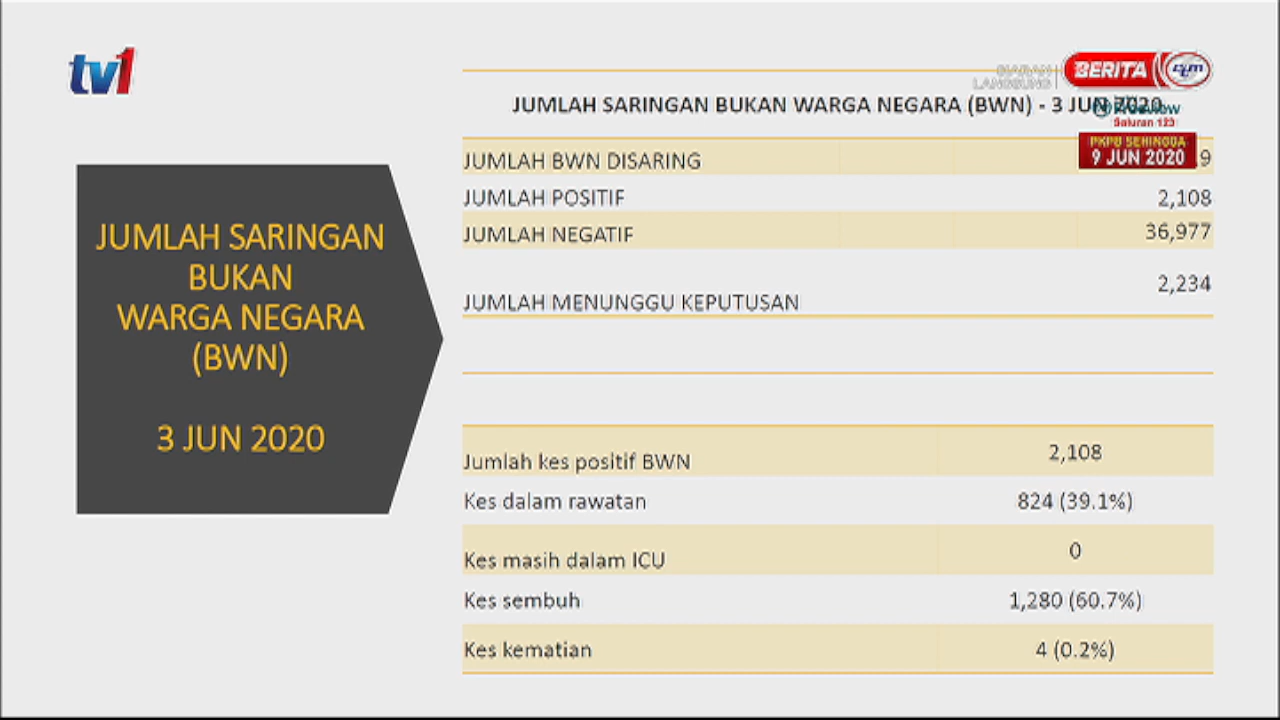 tv1
SIARAN
LANGSUNG
BERITA
JUMLAH SARINGAN BUKAN WARGA NEGARA (BWN) - 3 JUN 2020
Saluran 123
PKPB SEHINGGA
9 JUN 2020
JUMLAH SARINGAN
BUKAN
WARGA NEGARA
(BWN)
3 JUN 2020
JUMLAH BWN DISARING 9
JUMLAH POSITIF 2,108
JUMLAH NEGATIF 36,977
JUMLAH MENUNGGU KEPUTUSAN 2,234
Jumlah kes positif BWN 2,108
Kes dalam rawatan 824 (39.1%)
Kes masih dalam ICU 0
Kes sembuh 1,280 (60.7%)
Kes kematian 4 (0.2%)